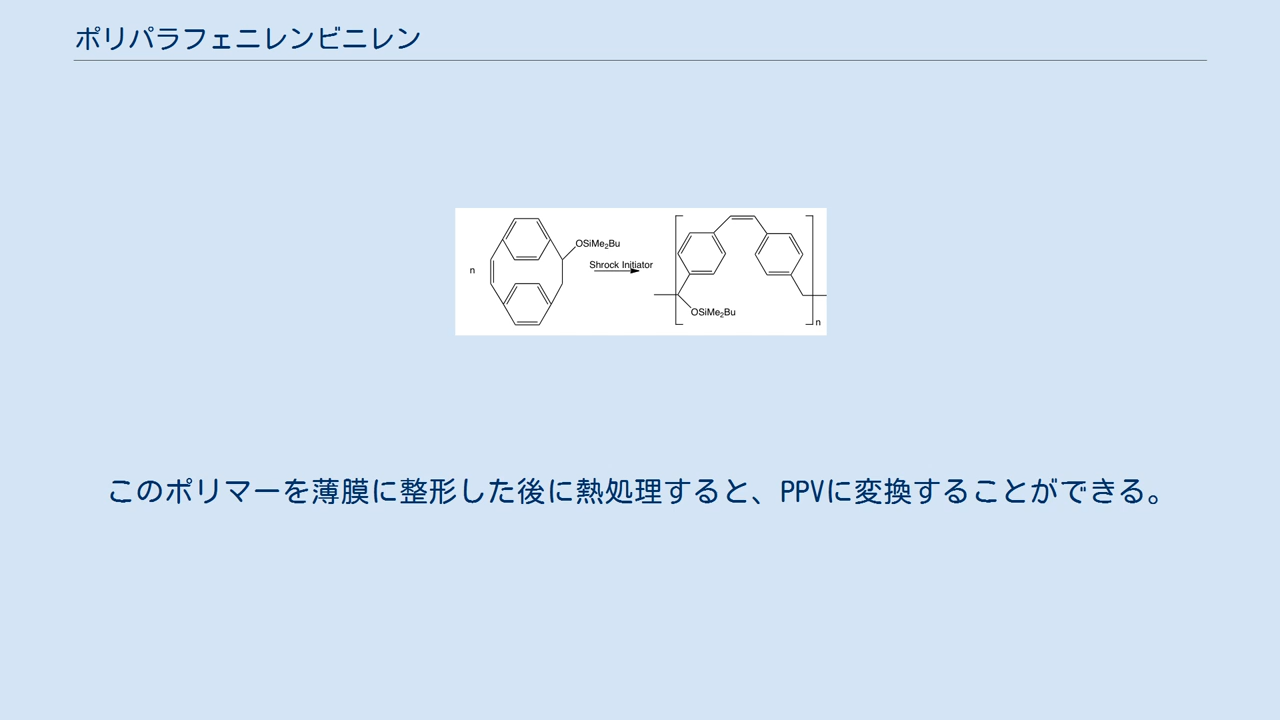 ポリパラフェニレンビニレン
n
OSiMe2Bu
Shrock Initiator
OSiMe2Bu
n
このポリマーを薄膜に整形した後に熱処理すると、PPVに変換することができる。